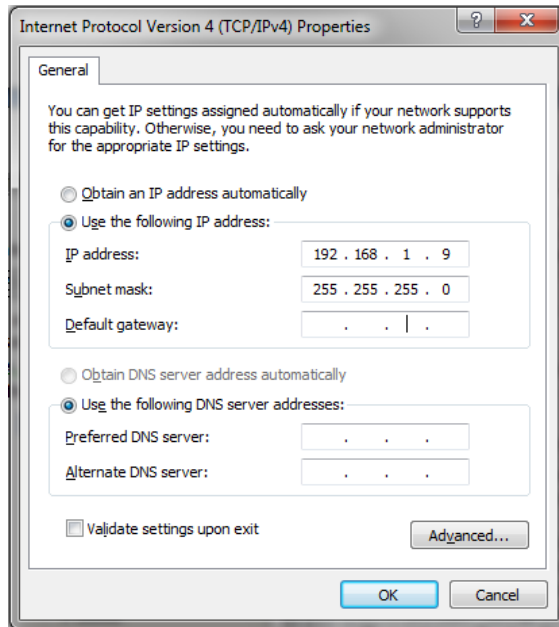 Internet Protocol Version 4 (TCP/IPv4) Properties
?
General
You can get IP settings assigned automatically if your network supports
this capability. Otherwise, you need to ask your network administrator
for the appropriate IP settings.
Obtain an IP address automatically
Use the following IP address:
IP address: 192 . 168 . 1 . 9
Subnet mask: 255 . 255 . 255 . 0
Default gateway: . . .
Obtain DNS server address automatically
Use the following DNS server addresses:
Preferred DNS server: . . .
Alternate DNS server: . . .
Validate settings upon exit
Advanced...
OK Cancel